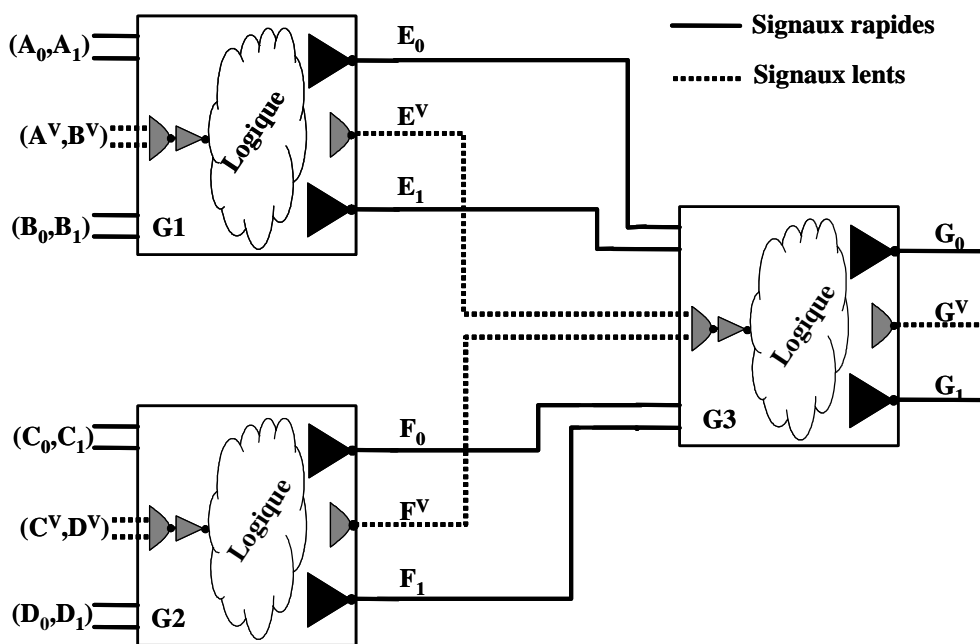 Signaux rapides
Signaux lents
(A0,A1)
(AV,BV)
(B0,B1)
Logique
G1
E0
EV
E1
(C0,C1)
(CV,DV)
(D0,D1)
Logique
G2
F0
FV
F1
Logique
G3
G0
GV
G1